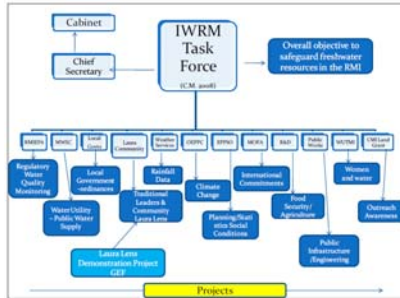 Cabinet
Chief
Secretary
IWRM
Task
Force
(C.M. 2008)
Overall objective to
safeguard freshwater
resources in the RMI
RMIEPA
MWSC
Local
Govts
Laura
Community
Weather
Services
OEPPC
EPPSO
MOFA
R&D
Public
Works
WUTMI
USMI Land
Grant
Regulatory
Water
Quality
Monitoring
Local
Government
-ordinances
Rainfall
Data
Climate
Change
International
Commitments
Women
and water
Water Utility
– Public Water
Supply
Traditional
Leaders &
Community
Laura Lens
Planning/Stati
stics Social
Conditions
Food
Security/
Agriculture
Public
Infrastructure
/Engineering
Outreach
Awareness
Laura Lens
Demonstration Project
GEF
Projects